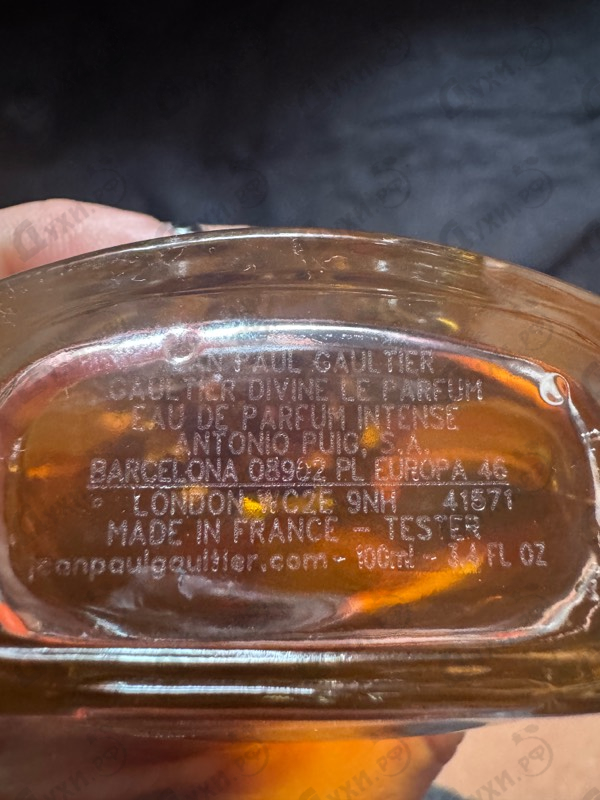 JEAN PAUL GAULTIER
GAULTIER DIVINE LE PARFUM
EAU DE PARFUM INTENSE
ANTONIO PUIG, S.A.
BARCELONA 08902 PL EUROPA 46
LONDON WC2E 9NH 41571
MADE IN FRANCE - TESTER
jeanpaulgaultier.com - 100ml - 3.4 FL OZ